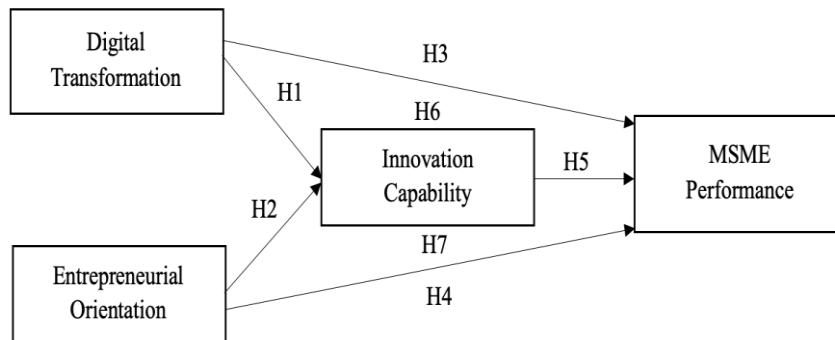 Digital
Transformation
H3
H1
H6
Innovation
Capability
H5
MSME
Performance
H2
H7
Entrepreneurial
Orientation
H4